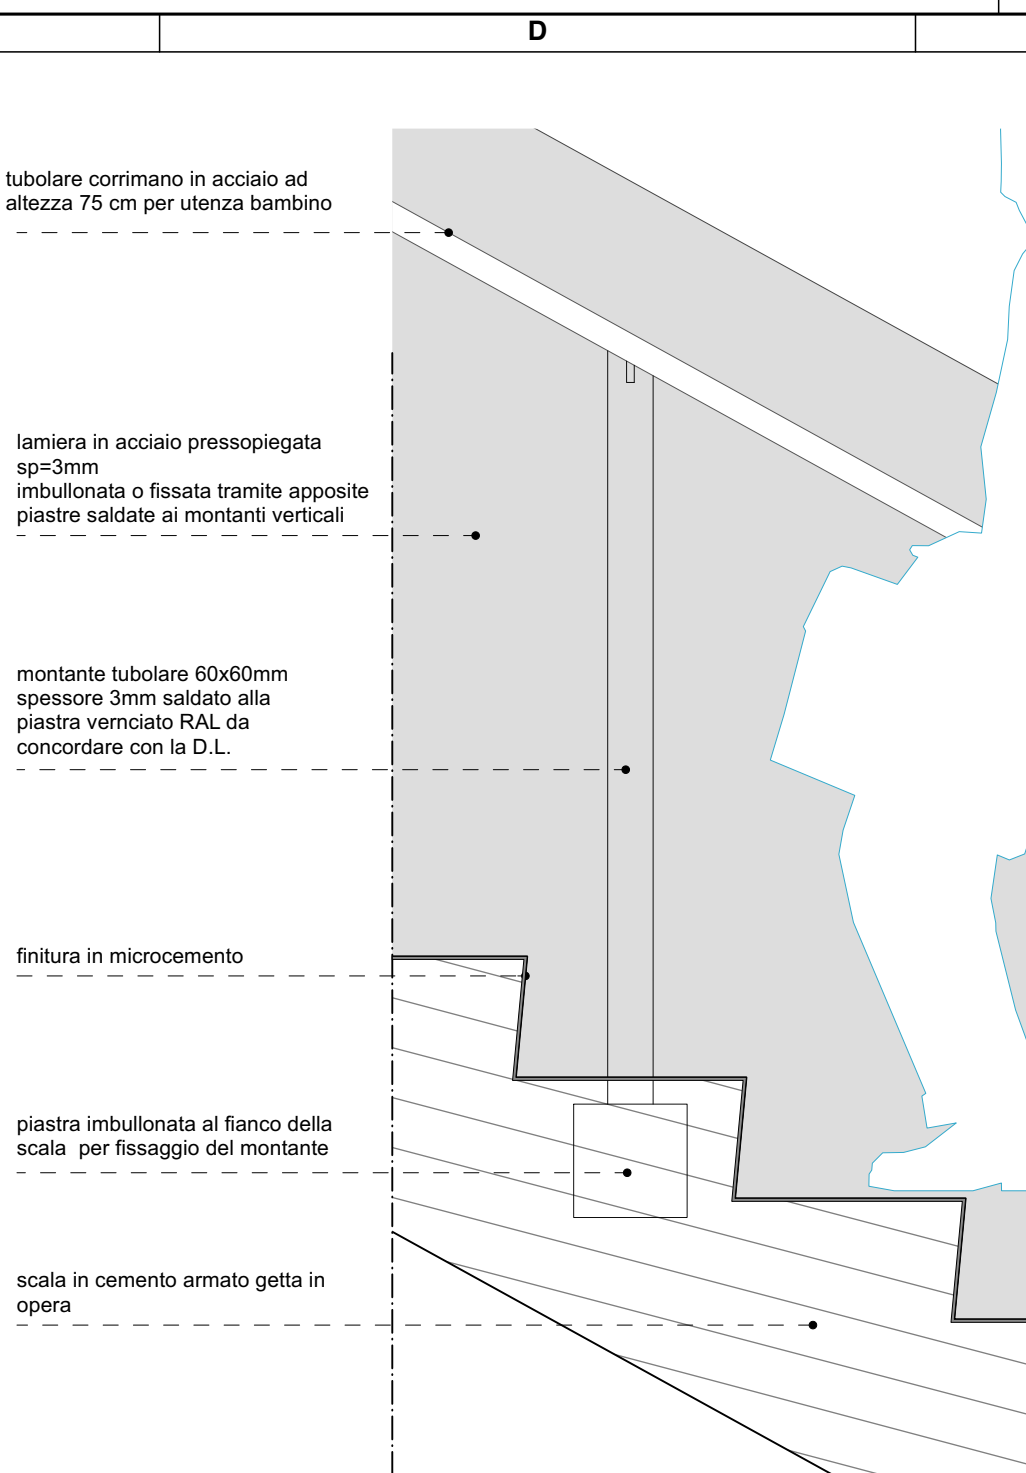 D
tubolare corrimano in acciaio ad
altezza 75 cm per utenza bambino
lamiera in acciaio pressopiegata
sp=3mm
imbullonata o fissata tramite apposite
piastre saldate ai montanti verticali
montante tubolare 60x60mm
spessore 3mm saldato alla
piastra vernciato RAL da
concordare con la D.L.
finitura in microcemento
piastra imbullonata al fianco della
scala  per fissaggio del montante
scala in cemento armato getta in
opera